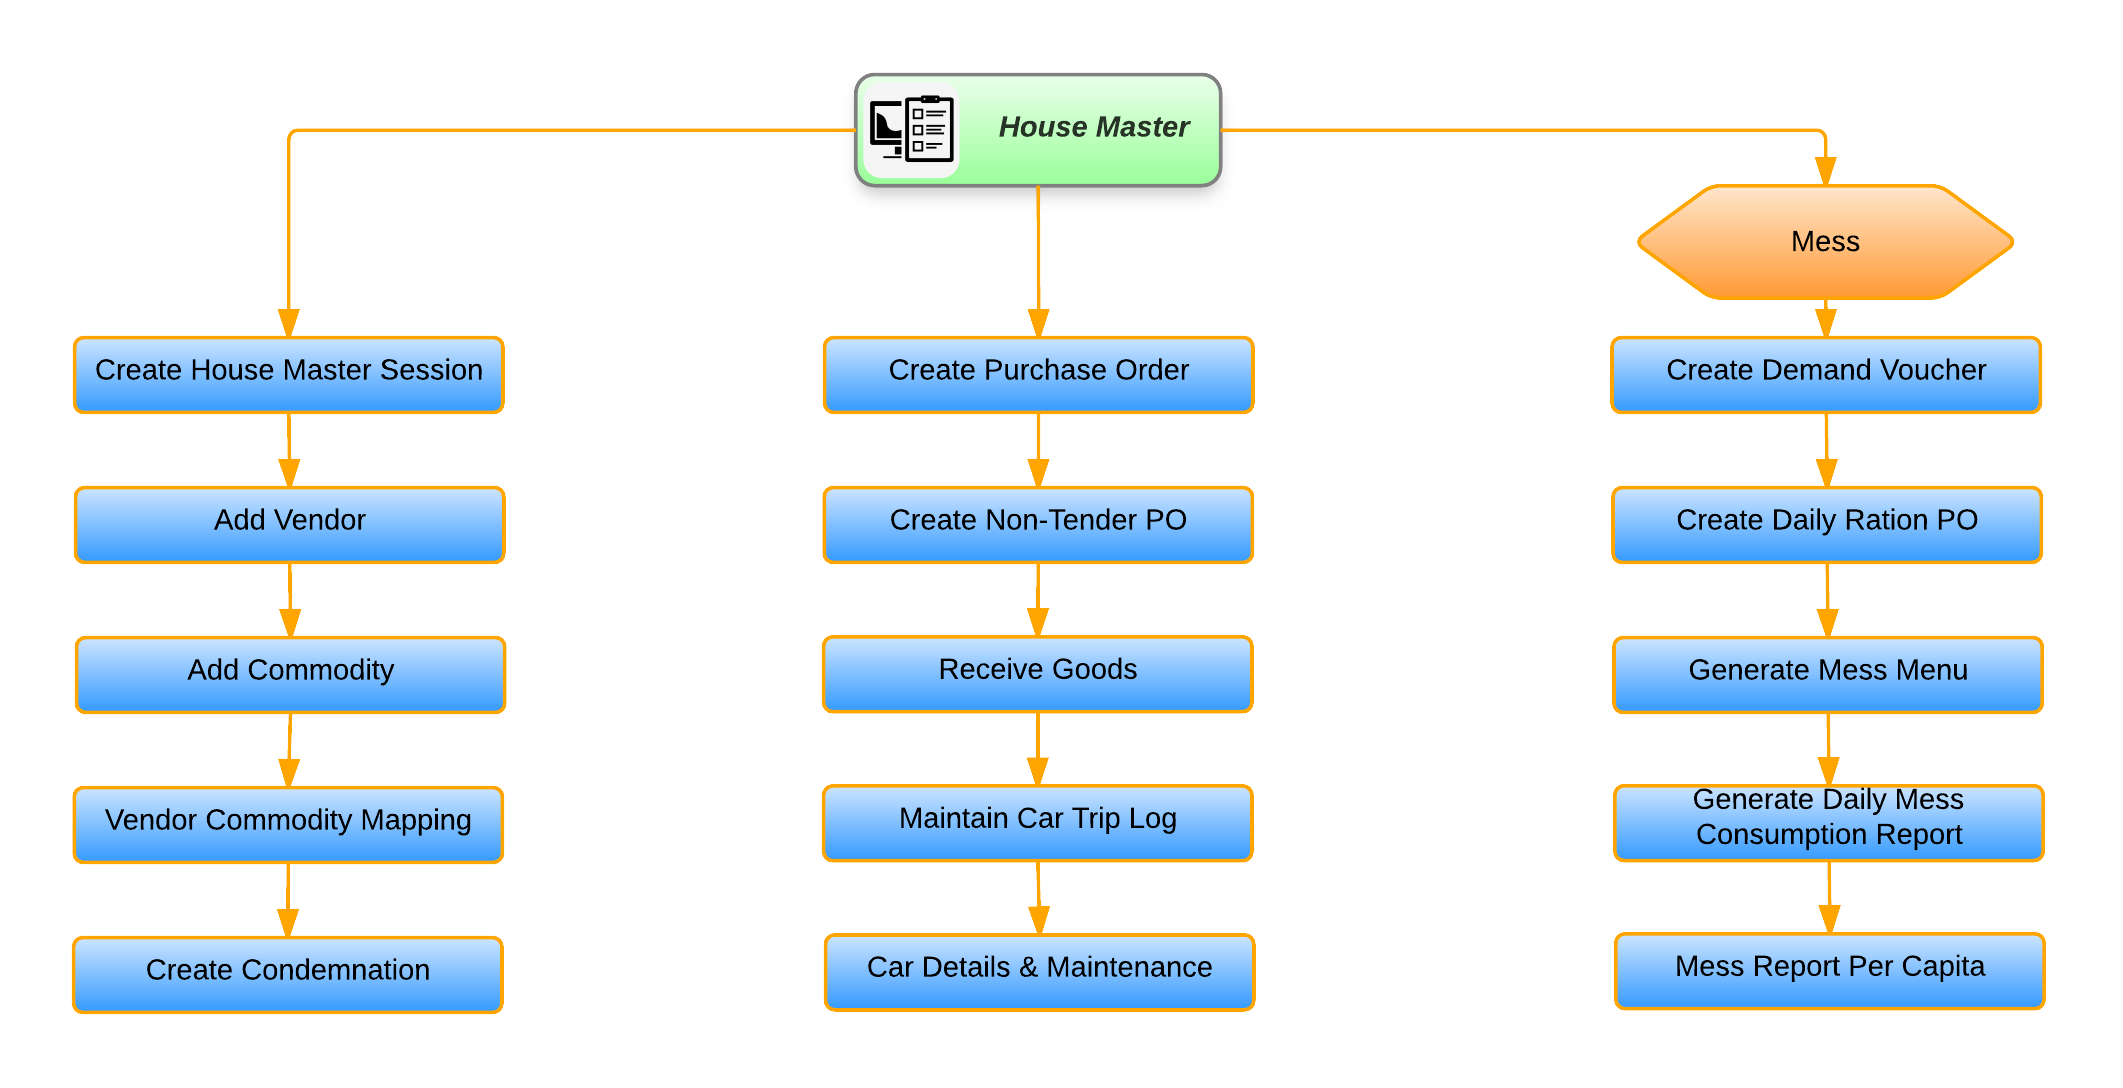 House Master
Mess
Create House Master Session
Create Purchase Order
Create Demand Voucher
Add Vendor
Create Non-Tender PO
Create Daily Ration PO
Add Commodity
Receive Goods
Generate Mess Menu
Vendor Commodity Mapping
Maintain Car Trip Log
Generate Daily Mess
Consumption Report
Create Condemnation
Car Details & Maintenance
Mess Report Per Capita